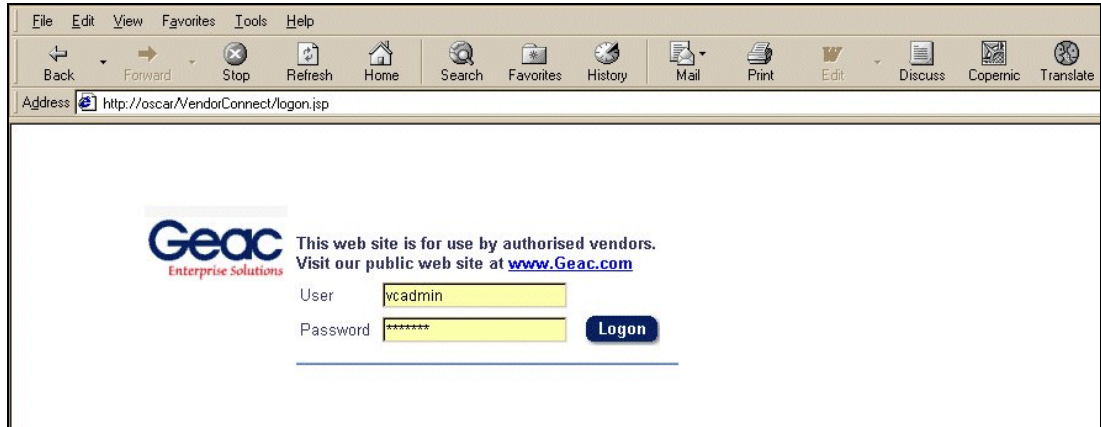 File Edit View Favorites Tools Help
Back Forward Stop Refresh Home Search Favorites History Mail Print Edit Discuss Copernic Translate
Address http://oscar/VendorConnect/logon.jsp
Geac
Enterprise Solutions
This web site is for use by authorised vendors.
Visit our public web site at www.Geac.com
User vcadmin
Password *******
Logon